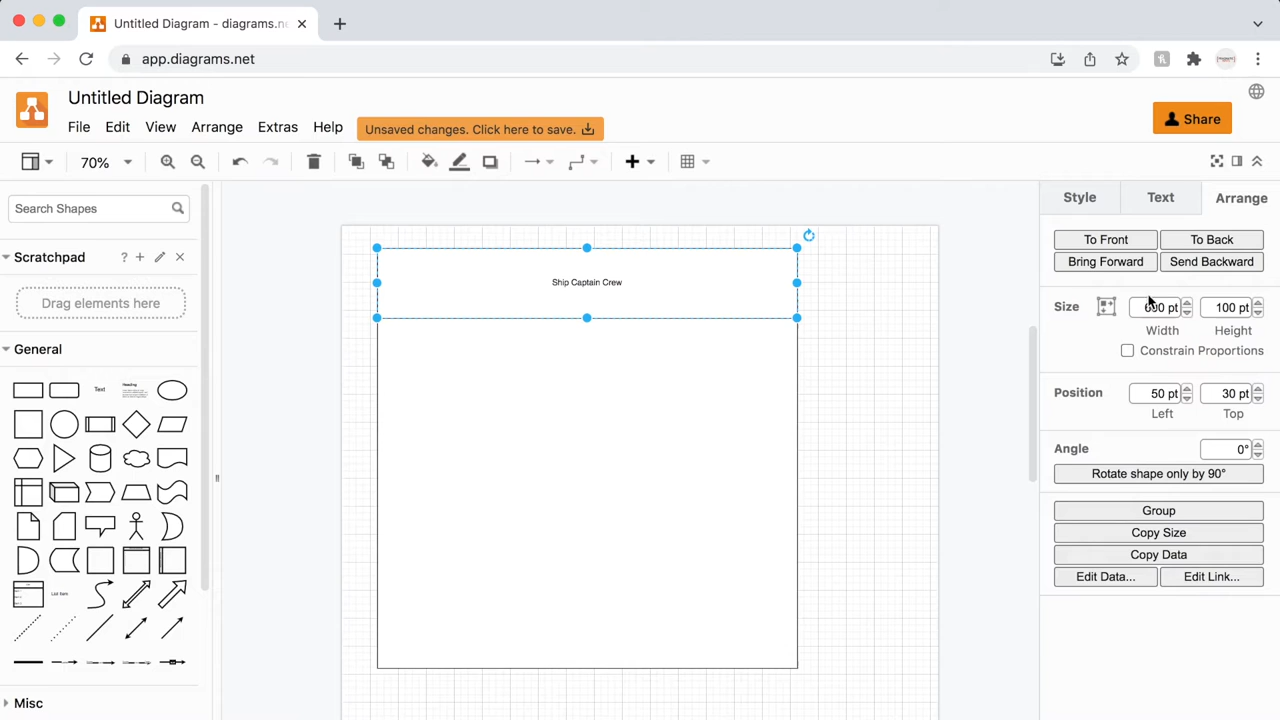 Untitled Diagram - diagrams.ne
app.diagrams.net
Untitled Diagram
File Edit View Arrange Extras Help
Unsaved changes. Click here to save.
Share
70%
Search Shapes
Style Text Arrange
To Front To Back
Bring Forward Send Backward
Scratchpad ?
Drag elements here
Ship Captain Crew
Size 600 pt 100 pt
Width Height
Constrain Proportions
General
Text Heading
Position 50 pt 30 pt
Left Top
Angle 0°
Rotate shape only by 90°
Group
Copy Size
Copy Data
Edit Data... Edit Link...
List Item
Misc